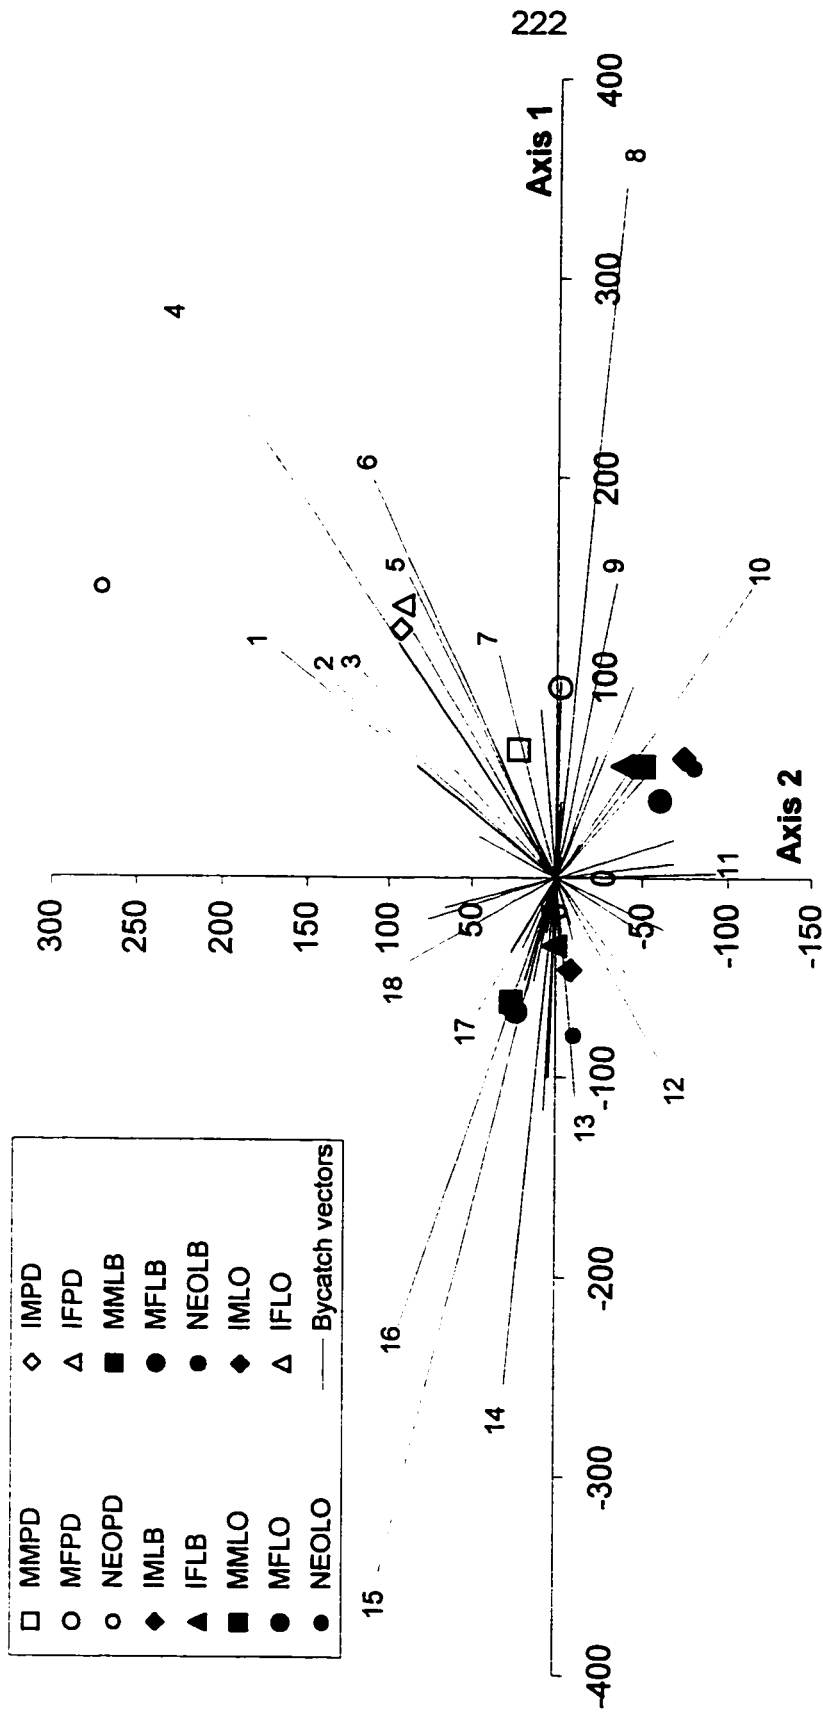 222
MMPD IMPD
MFPD IFPD
NEOPD MMLB
IMLB MFLB
IFLB NEOLB
MMLO IMLO
MFLO IFLO
NEOLO Bycatch vectors
300
250
200
150
100
50
0
-50
-100
-150
-400 -300 -200 -100 100 200 300 400
Axis 1
Axis 2
1
2
3
4
5
6
7
8
9
10
11
12
13
14
15
16
17
18